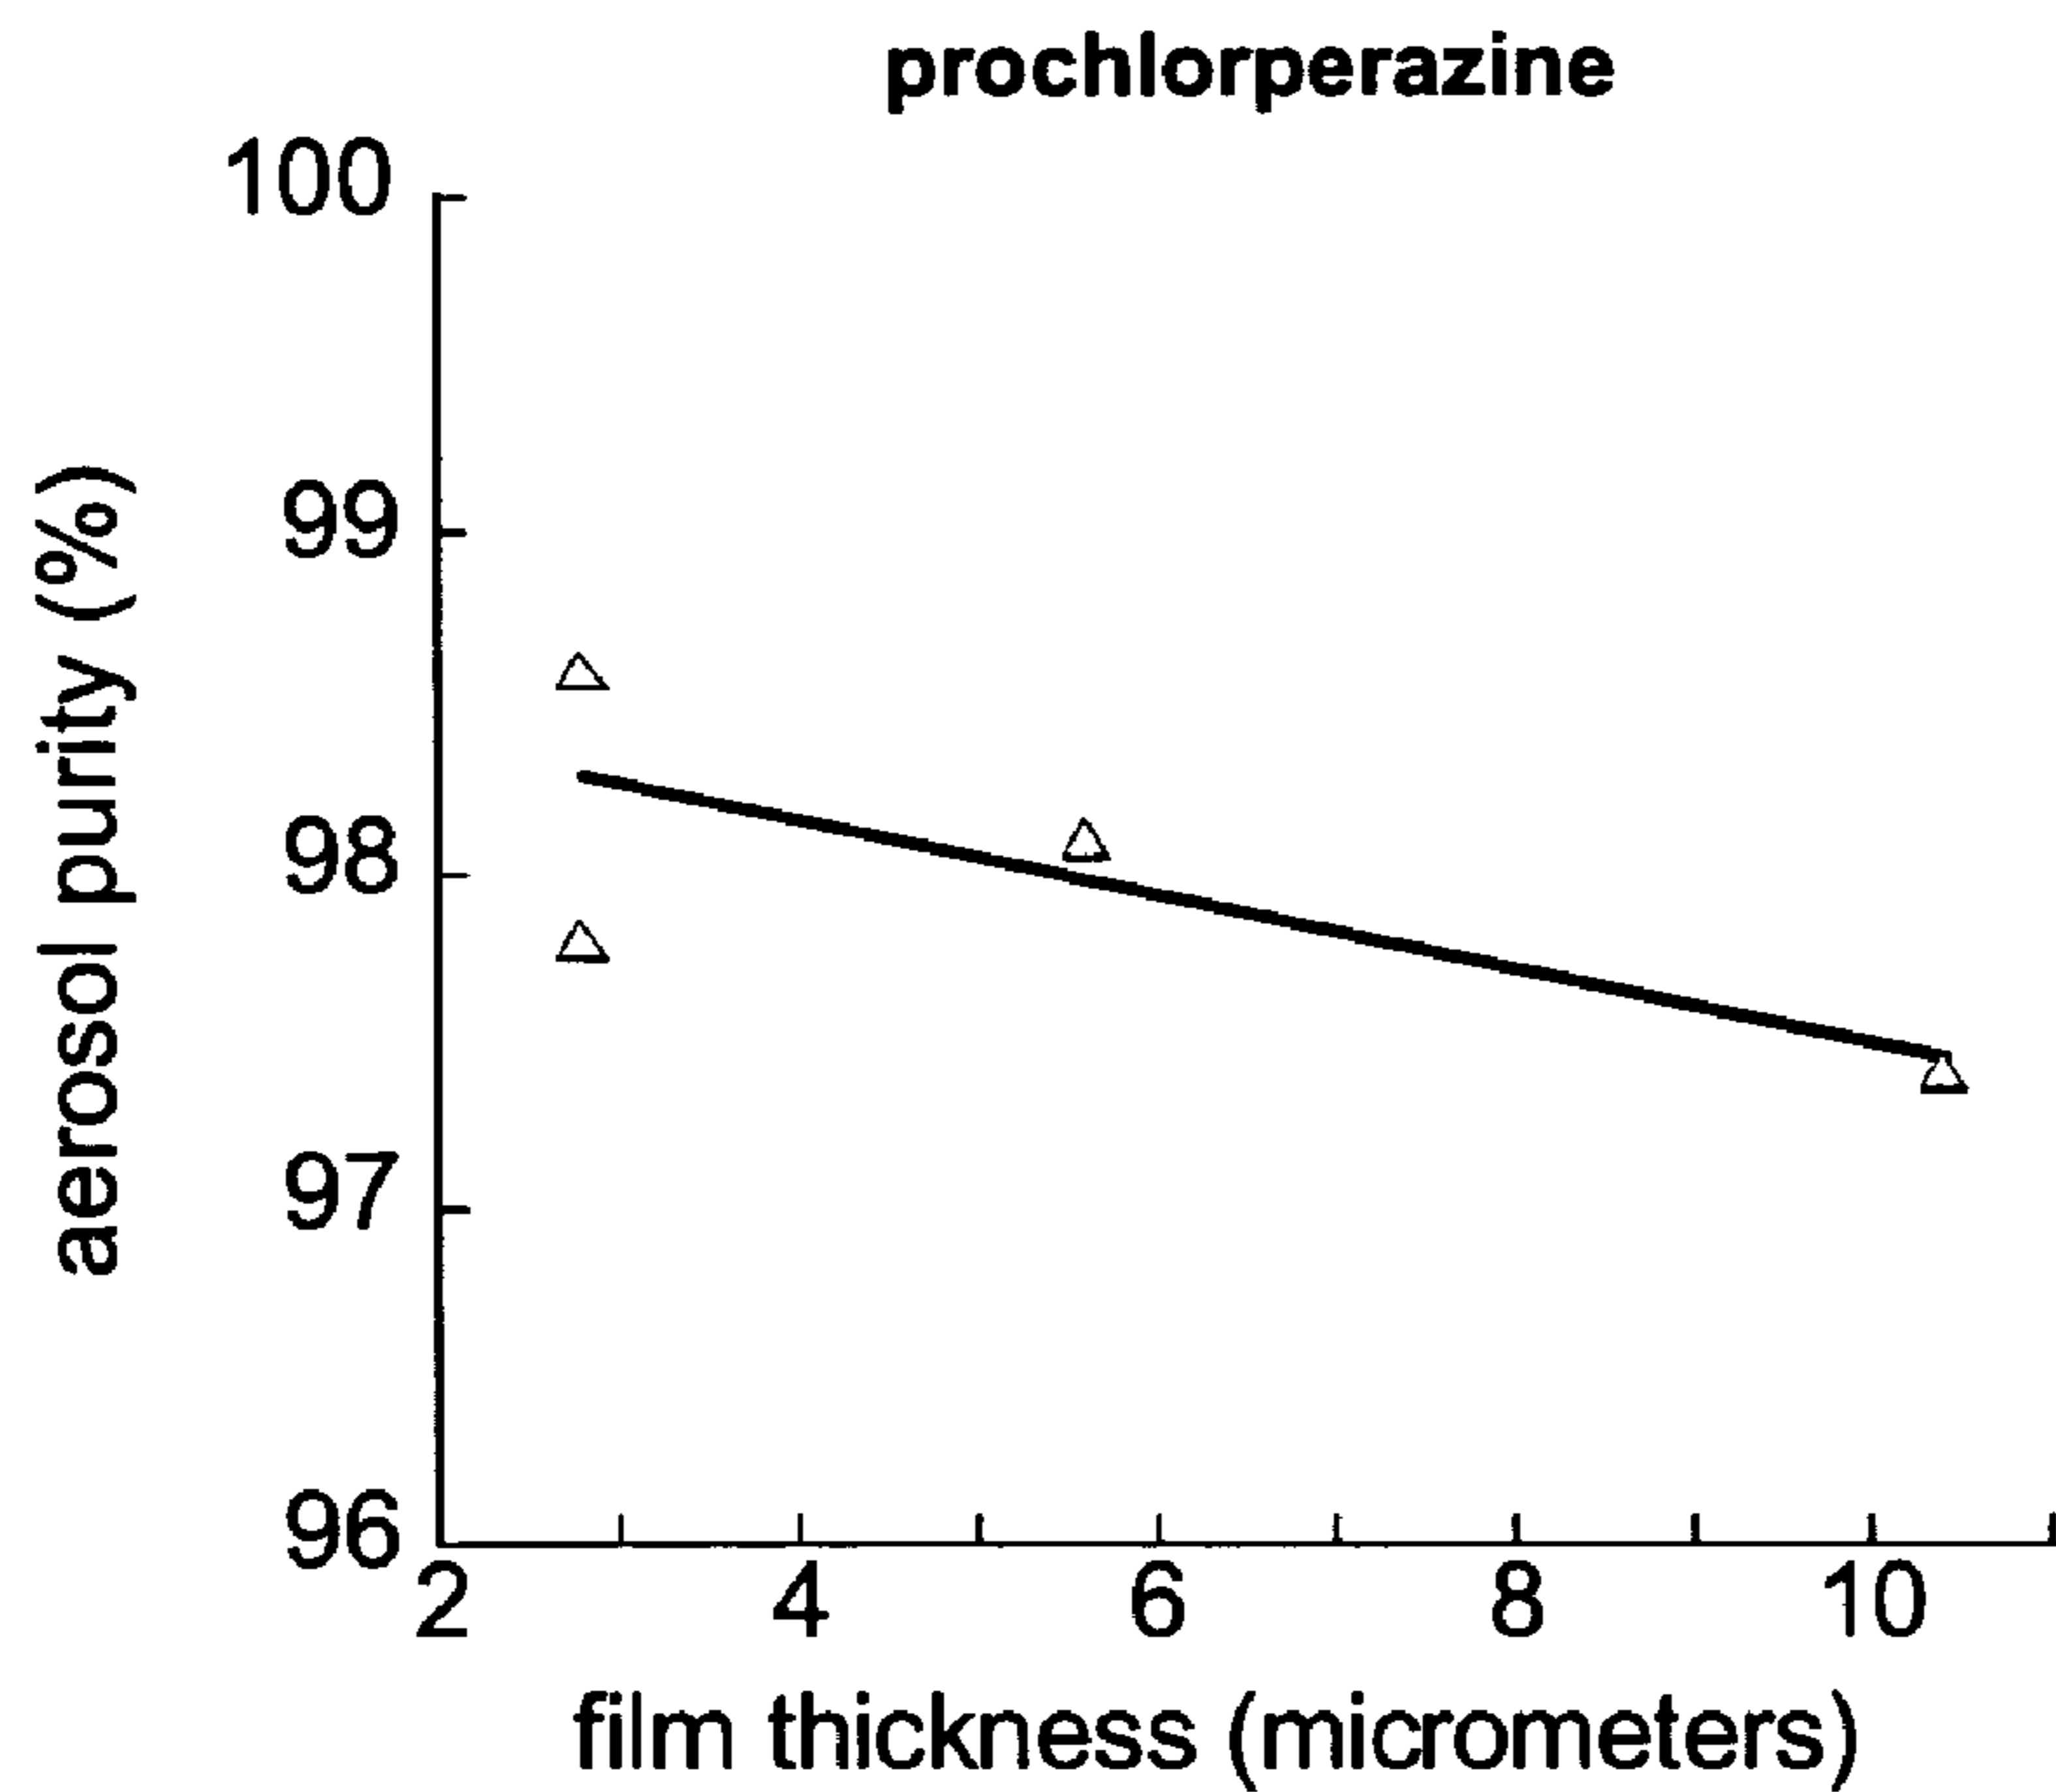 prochlorperazine
100
99
98
97
96
aerosol purity (%)
2 4 6 8 10
film thickness (micrometers)